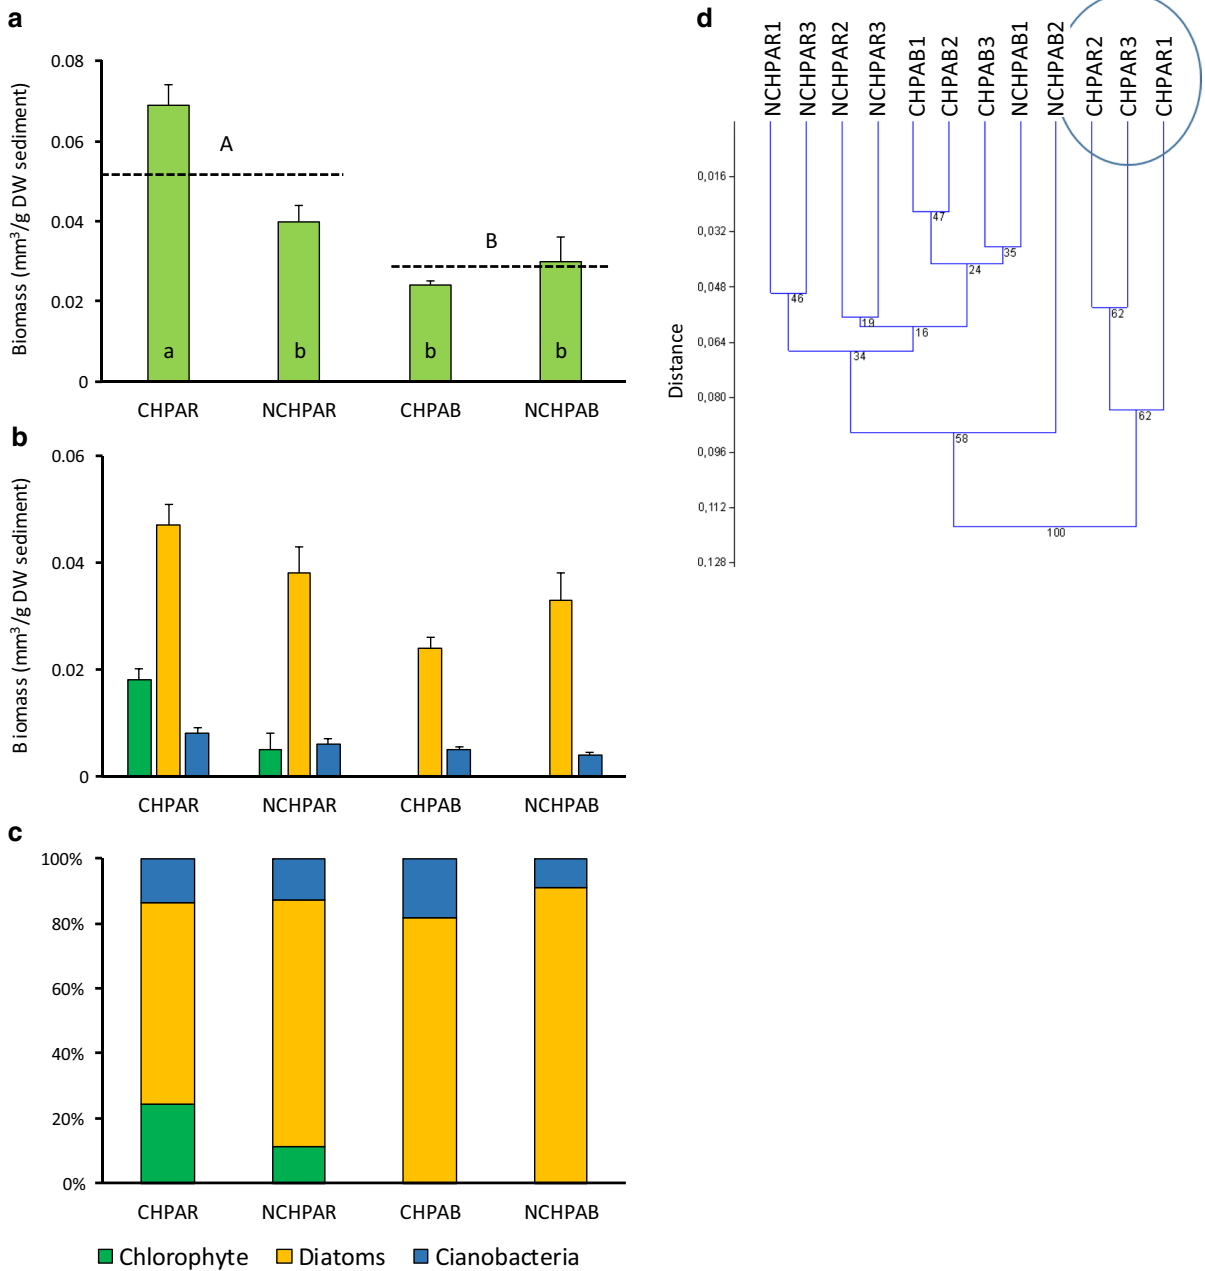 a
Biomass (mm³/g DW sediment)
0.08
0.06
0.04
0.02
0
A
B
a
b
b
b
CHPAR
NCHPAR
CHPAB
NCHPAB
b
Biomass (mm³/g DW sediment)
0.06
0.04
0.02
0
CHPAR
NCHPAR
CHPAB
NCHPAB
c
100%
80%
60%
40%
20%
0%
CHPAR
NCHPAR
CHPAB
NCHPAB
Chlorophyte
Diatoms
Cianobacteria
d
NCHPAR1
NCHPAR3
NCHPAR2
NCHPAR3
CHPAB1
CHPAB2
CHPAB3
NCHPAB1
NCHPAB2
CHPAR2
CHPAR3
CHPAR1
Distance
0,016
0,032
0,048
0,064
0,080
0,096
0,112
0,128
47
35
24
46
19
16
34
62
62
58
100